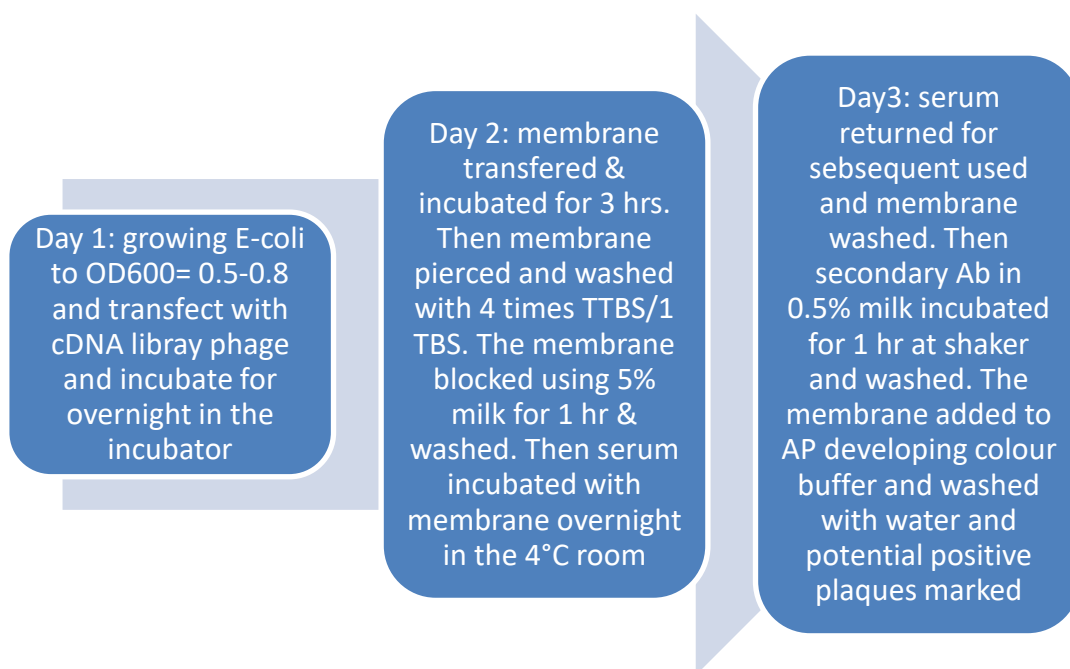 Day 1: growing E-coli
to OD600= 0.5-0.8
and transfect with
cDNA libray phage
and incubate for
overnight in the
incubator
Day 2: membrane
transfered &
incubated for 3 hrs.
Then membrane
pierced and washed
with 4 times TTBS/1
TBS. The membrane
blocked using 5%
milk for 1 hr &
washed. Then serum
incubated with
membrane overnight
in the 4°C room
Day3: serum
returned for
sebsequent used
and membrane
washed. Then
secondary Ab in
0.5% milk incubated
for 1 hr at shaker
and washed. The
membrane added to
AP developing colour
buffer and washed
with water and
potential positive
plaques marked